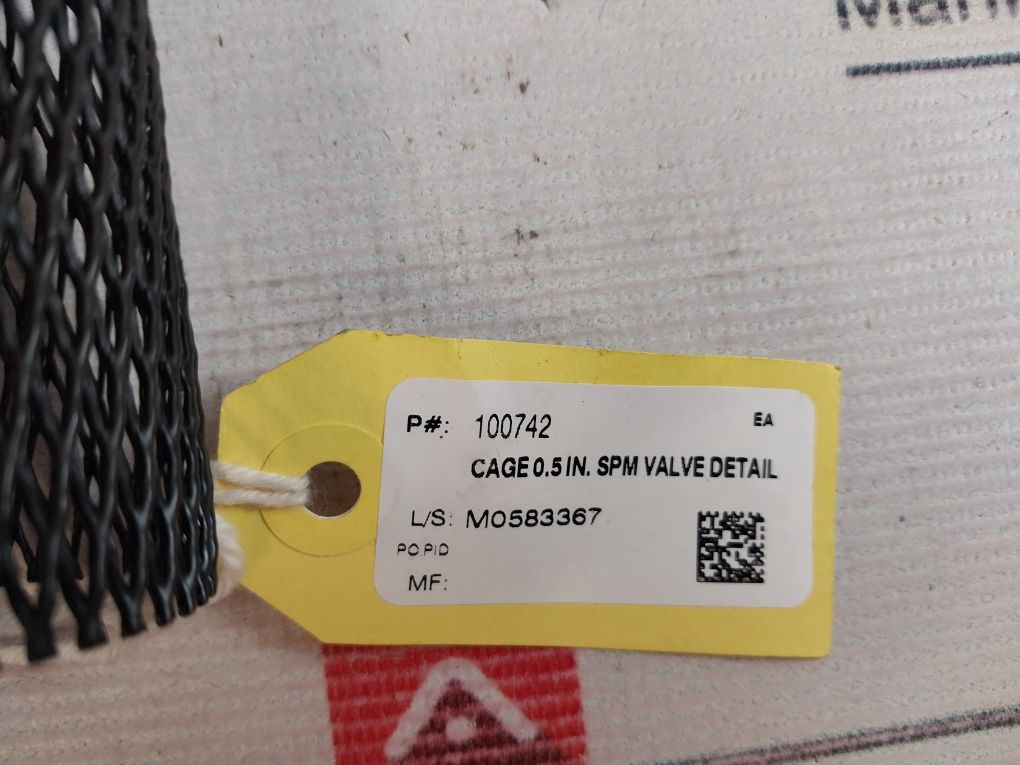 P#: 100742 EA
CAGE 0.5 IN. SPM VALVE DETAIL
L/S: M0583367
PO.PID
MF: